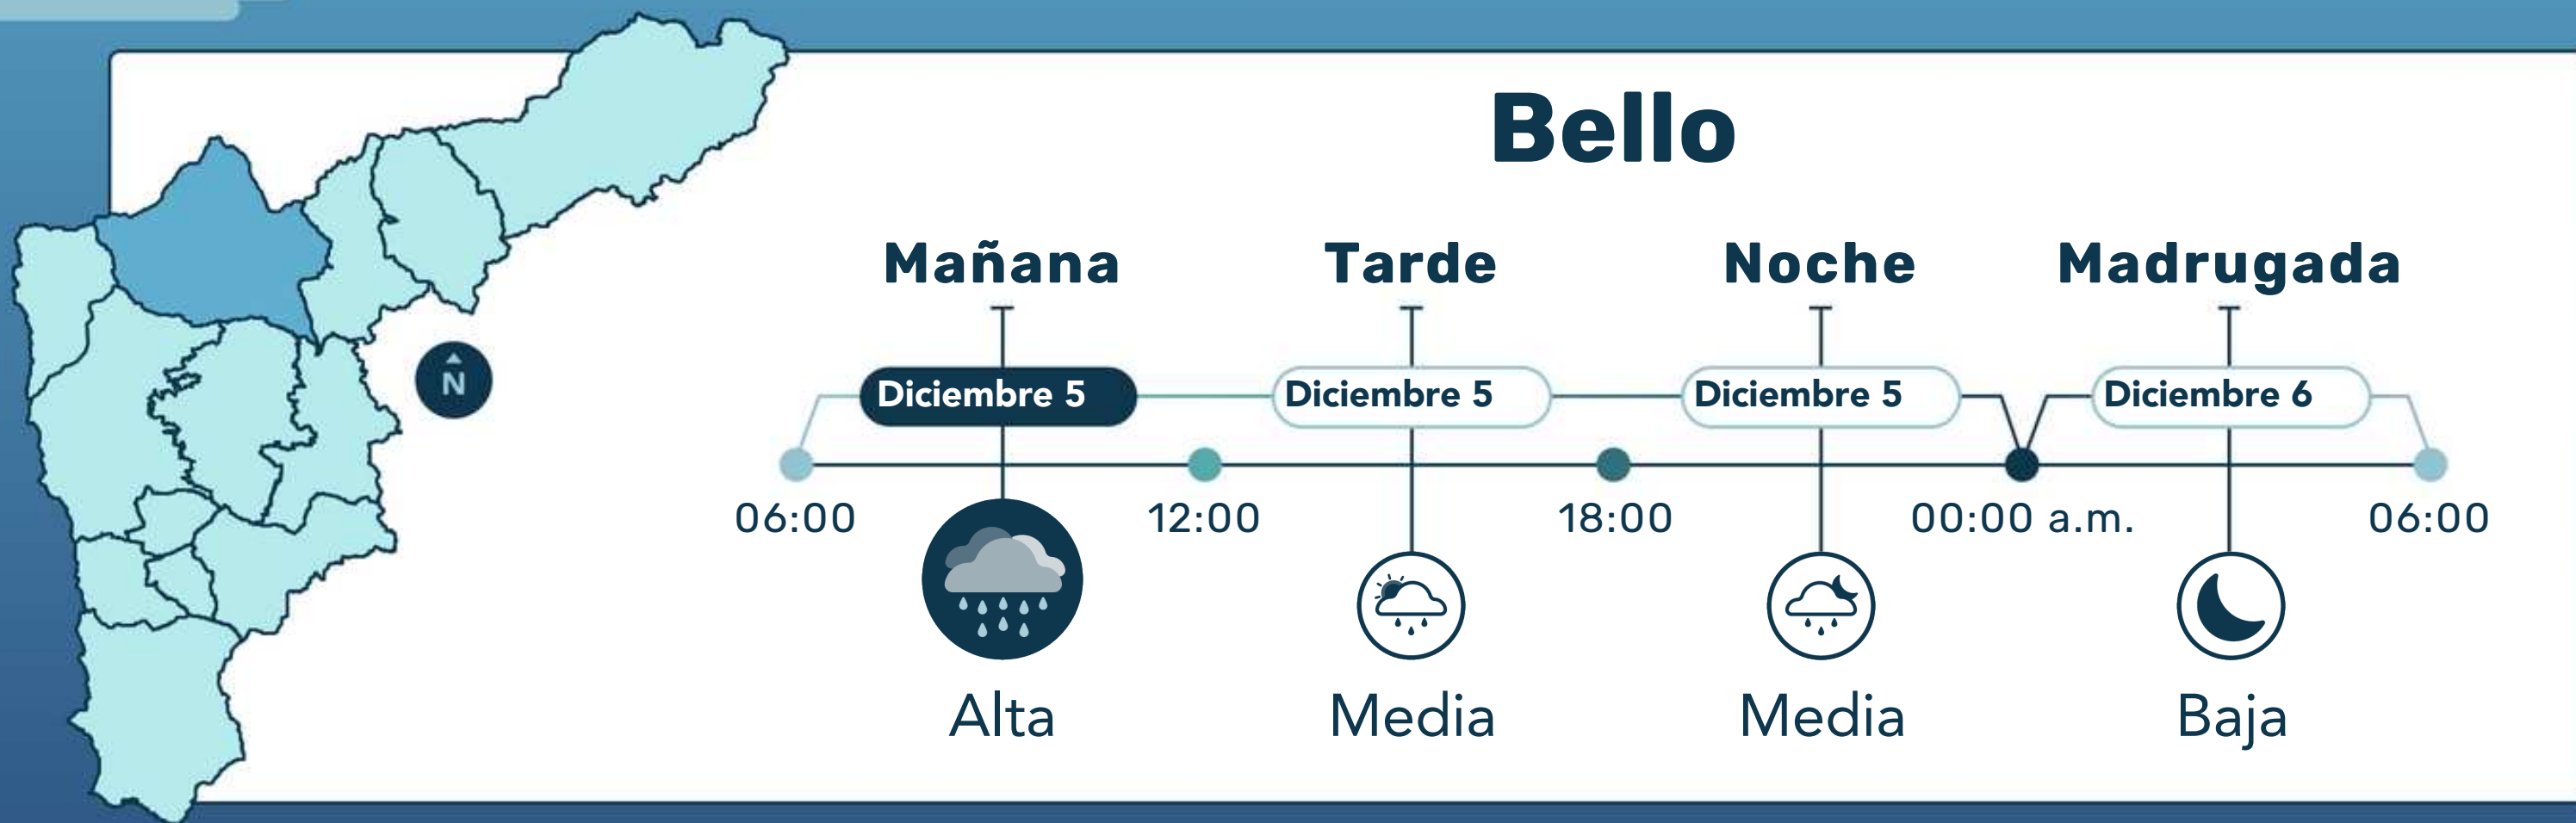 Bello
Mañana Tarde Noche Madrugada
N
Diciembre 5 Diciembre 5 Diciembre 5 Diciembre 6
06:00 12:00 18:00 00:00 a.m. 06:00
Alta Media Media Baja